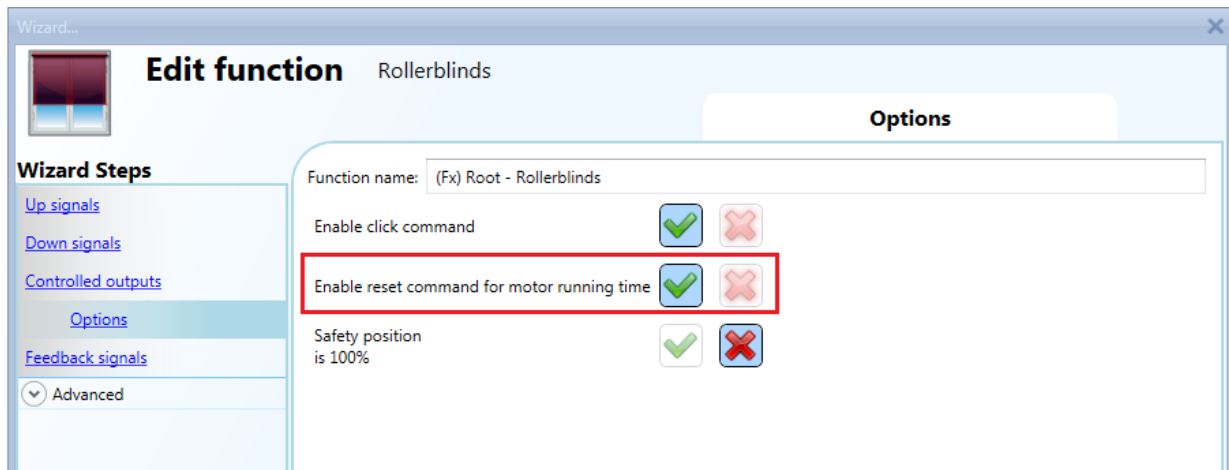 Wizard...
Edit function Rollerblinds
Options
Wizard Steps
Up signals
Down signals
Controlled outputs
Options
Feedback signals
Advanced
Function name: (Fx) Root - Rollerblinds
Enable click command
Enable reset command for motor running time
Safety position
is 100%